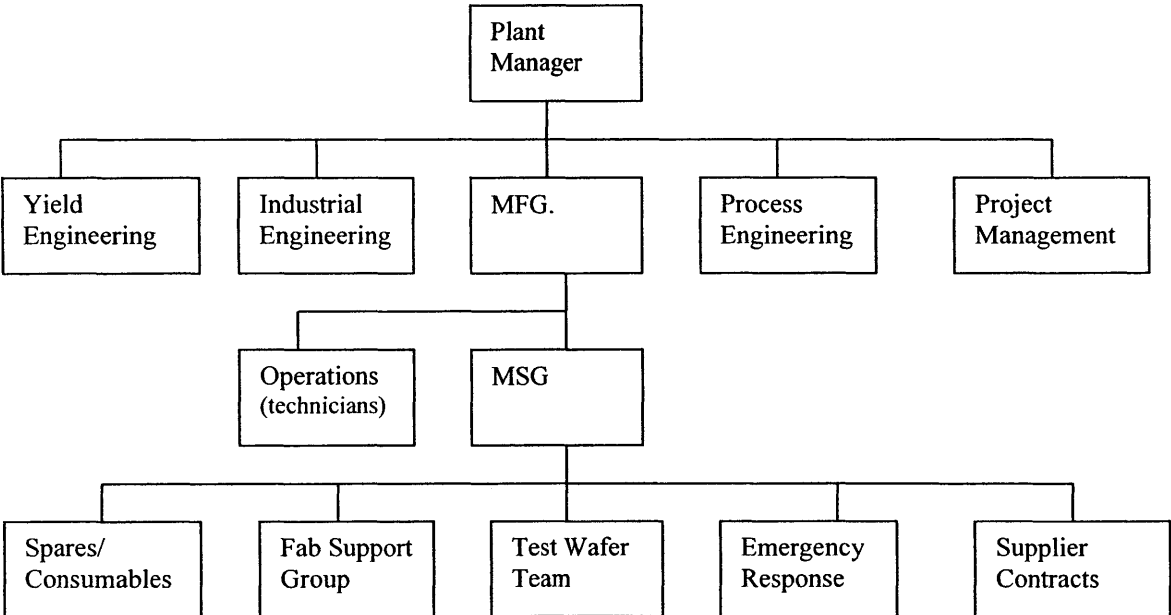 Plant
Manager
Yield
Engineering
Industrial
Engineering
MFG.
Process
Engineering
Project
Management
Operations
(technicians)
MSG
Spares/
Consumables
Fab Support
Group
Test Wafer
Team
Emergency
Response
Supplier
Contracts